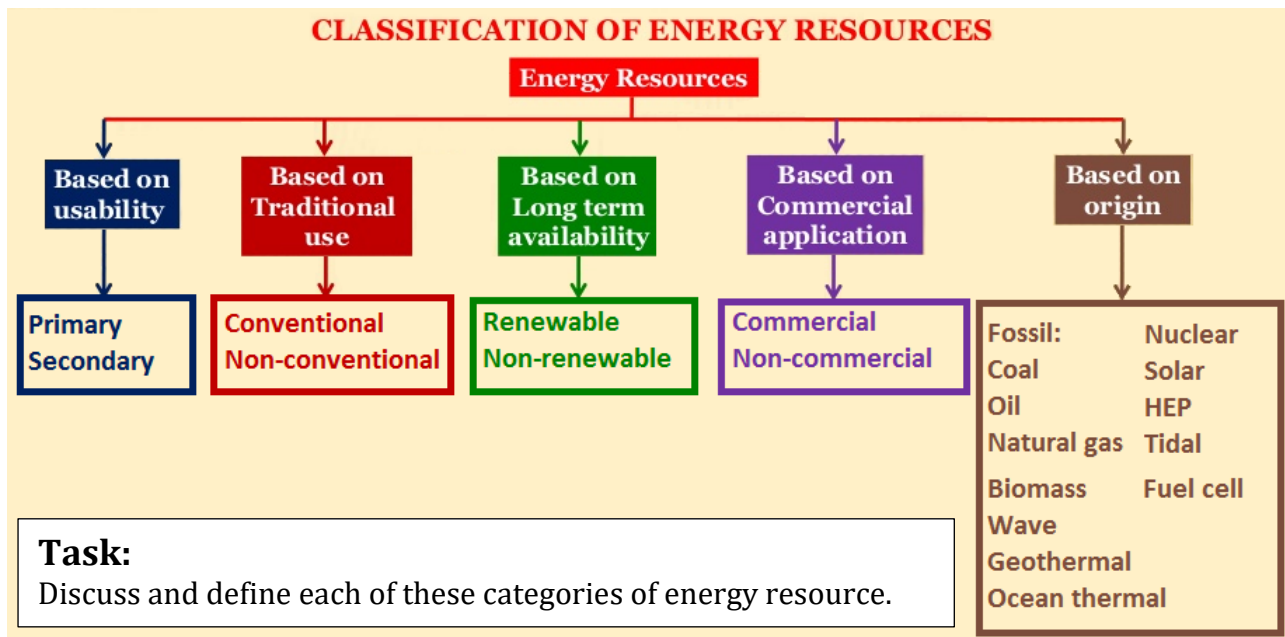 CLASSIFICATION OF ENERGY RESOURCES
Energy Resources
Based on
usability
Primary
Secondary
Based on
Traditional
use
Conventional
Non-conventional
Based on
Long term
availability
Renewable
Non-renewable
Based on
Commercial
application
Commercial
Non-commercial
Based on
origin
Fossil:
Coal
Oil
Natural gas
Biomass
Wave
Geothermal
Ocean thermal
Nuclear
Solar
HEP
Tidal
Fuel cell
Task:
Discuss and define each of these categories of energy resource.